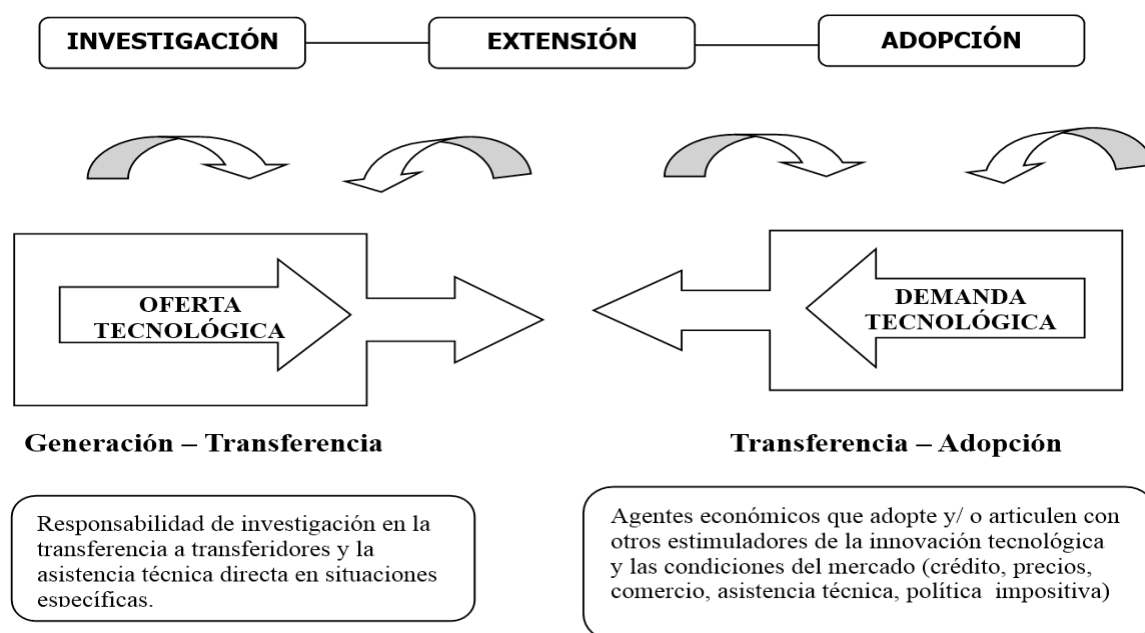 INVESTIGACIÓN
EXTENSIÓN
ADOPCIÓN
OFERTA
TECNOLÓGICA
DEMANDA
TECNOLÓGICA
Generación – Transferencia
Transferencia – Adopción
Responsabilidad de investigación en la
transferencia a transferidores y la
asistencia técnica directa en situaciones
específicas.
Agentes económicos que adopte y/ o articulen con
otros estimuladores de la innovación tecnológica
y las condiciones del mercado (crédito, precios,
comercio, asistencia técnica, política impositiva)